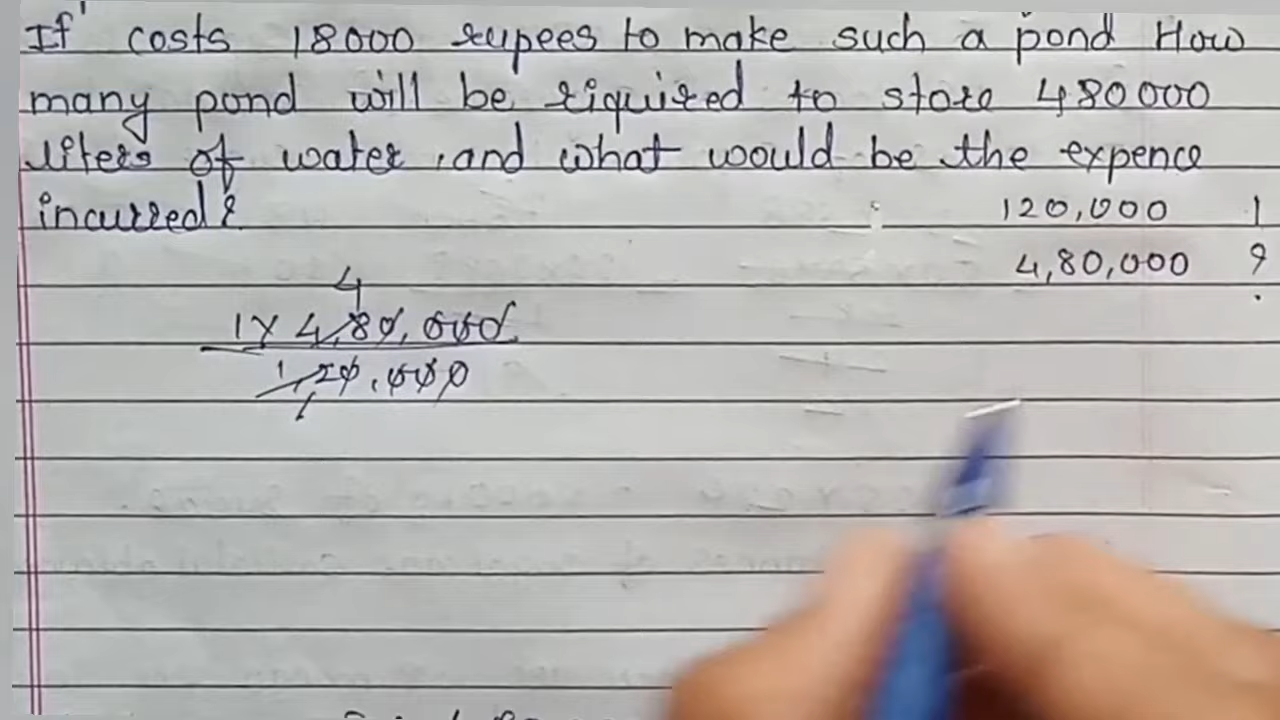 If costs 18000 rupees to make such a pond How
many pond will be riquired to store 480000
liters of water , and what would be the expence
incurred?
120,000 1
4,80,000 ?
4
1 X 4,80,000
1,20,000
1